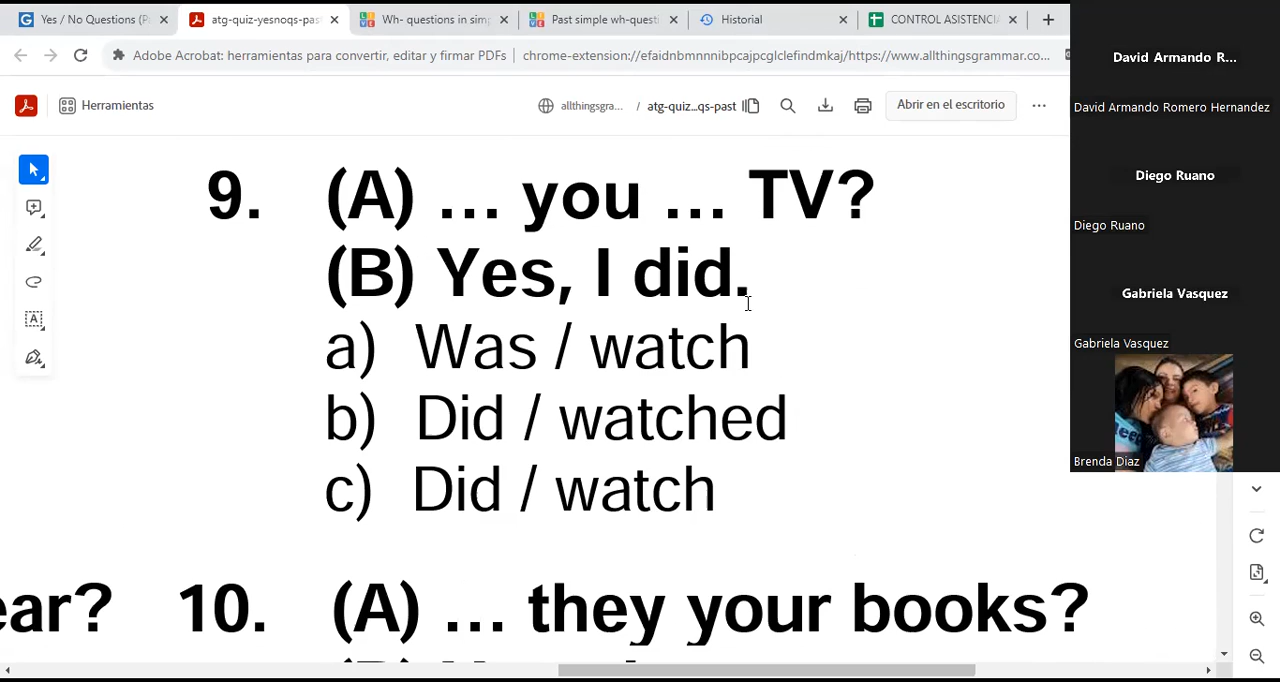 Yes / No Questions (P
atg-quiz-yesnoqs-pas
Wh- questions in sim
Past simple wh-questi
Historial
CONTROL ASISTENCIA
Adobe Acrobat: herramientas para convertir, editar y firmar PDFs
chrome-extension://efaidnbmnnnibpcajpcglclefindmkaj/https://www.allthingsgrammar.co...
Herramientas
allthingsgra... / atg-quiz...qs-past
Abrir en el escritorio
9. (A) ... you ... TV?
(B) Yes, I did.
a) Was / watch
b) Did / watched
c) Did / watch
ear? 10. (A) ... they your books?
David Armando R...
David Armando Romero Hernandez
Diego Ruano
Diego Ruano
Gabriela Vasquez
Gabriela Vasquez
Brenda Diaz